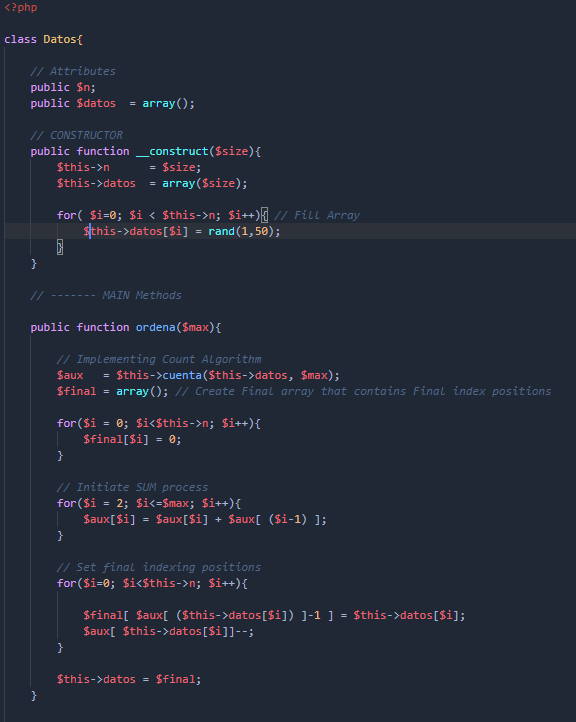 <?php
class Datos{
// Attributes
public $n;
public $datos  = array();
// CONSTRUCTOR
public function __construct($size){
$this->n      = $size;
$this->datos  = array($size);
for( $i=0; $i < $this->n; $i++){ // Fill Array
$this->datos[$i] = rand(1,50);
}
}
// ------- MAIN Methods
public function ordena($max){
// Implementing Count Algorithm
$aux   = $this->cuenta($this->datos, $max);
$final = array(); // Create Final array that contains Final index positions
for($i = 0; $i<$this->n; $i++){
$final[$i] = 0;
}
// Initiate SUM process
for($i = 2; $i<=$max; $i++){
$aux[$i] = $aux[$i] + $aux[ ($i-1) ];
}
// Set final indexing positions
for($i=0; $i<$this->n; $i++){
$final[ $aux[ ($this->datos[$i]) ]-1 ] = $this->datos[$i];
$aux[ $this->datos[$i]]--;
}
$this->datos = $final;
}